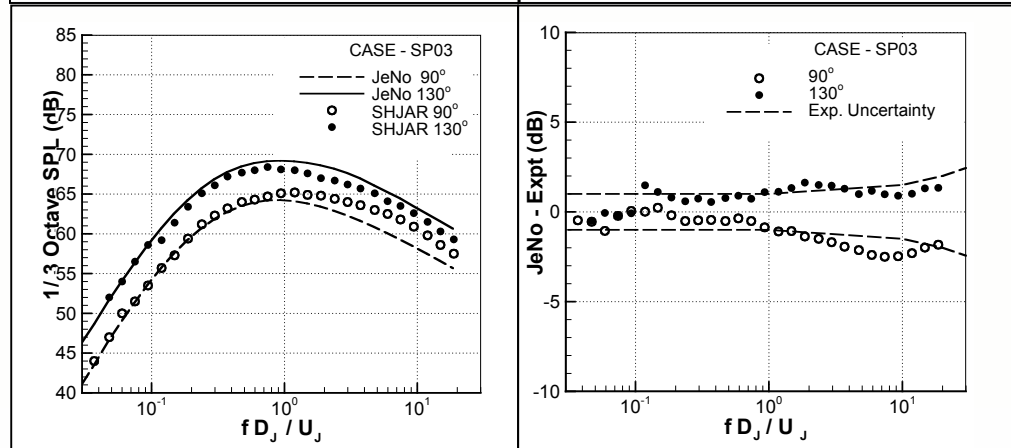 CASE - SP03
JeNo 90°
JeNo 130°
SHJAR 90°
SHJAR 130°
1/3 Octave SPL (dB)
85
80
75
70
65
60
55
50
45
40
10⁻¹
10⁰
10¹
f D_J / U_J
CASE - SP03
90°
130°
Exp. Uncertainty
JeNo - Expt (dB)
10
5
0
-5
-10
10⁻¹
10⁰
10¹
f D_J / U_J